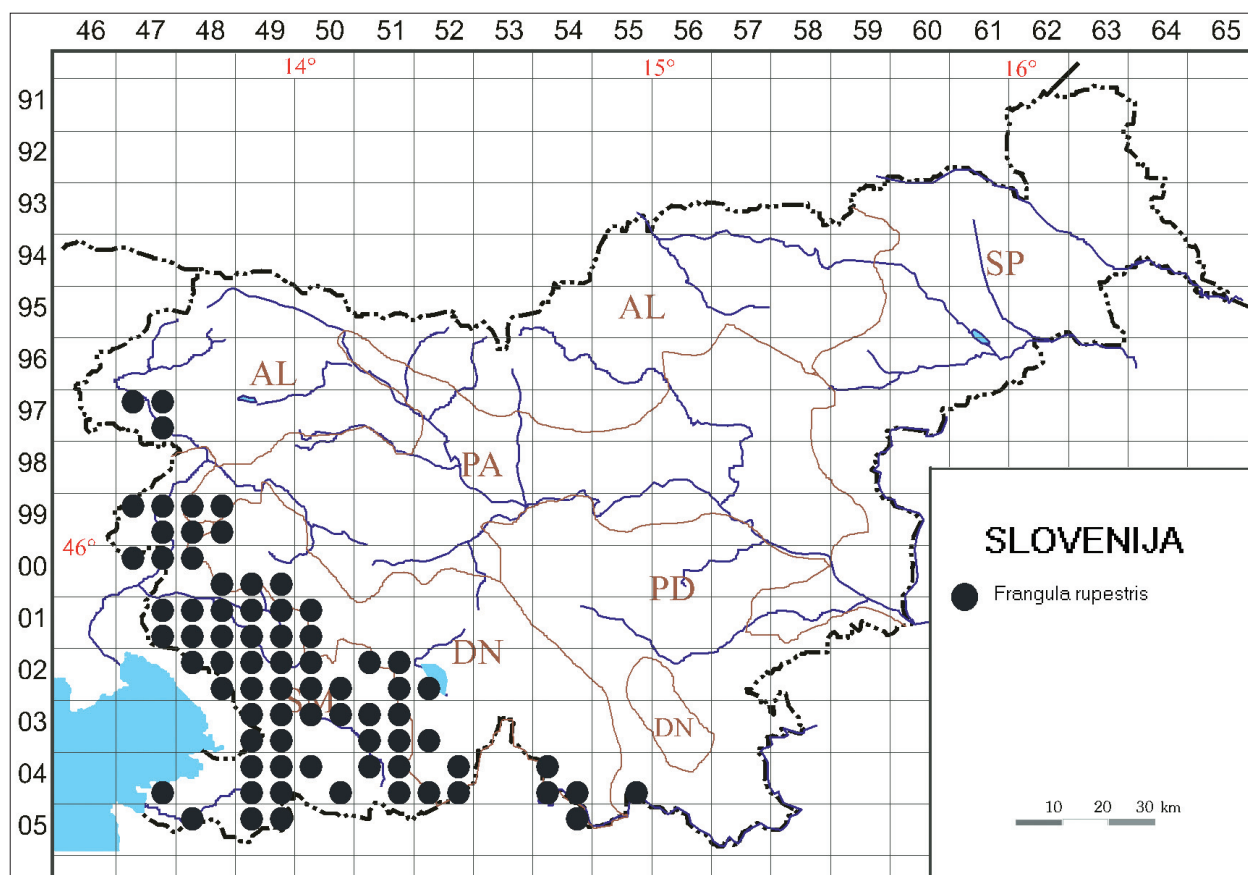 46 47 48 49 50 51 52 53 54 55 56 57 58 59 60 61 62 63 64 65
14° 15° 16°
91
92
93
94 SP
95 AL
96
AL
97
98 PA
99
46° SLOVENIJA
00 PD Frangula rupestris
01
02 DN
03 SM DN
04
10 20 30 km
05